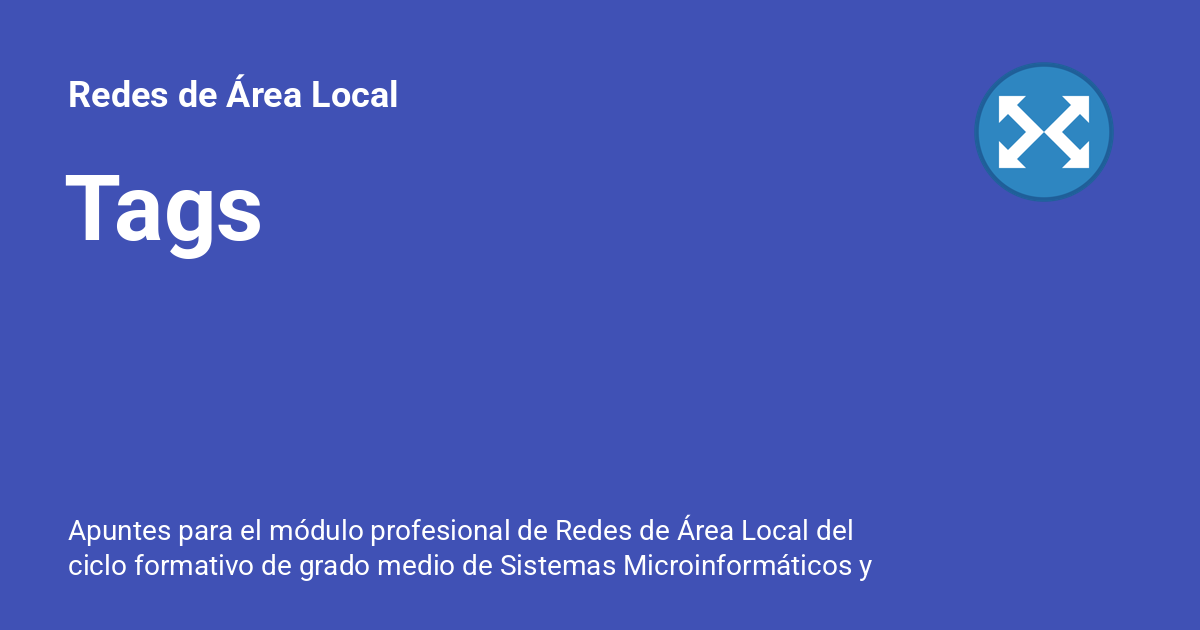 Redes de Área Local
Tags
Apuntes para el módulo profesional de Redes de Área Local del
ciclo formativo de grado medio de Sistemas Microinformáticos y